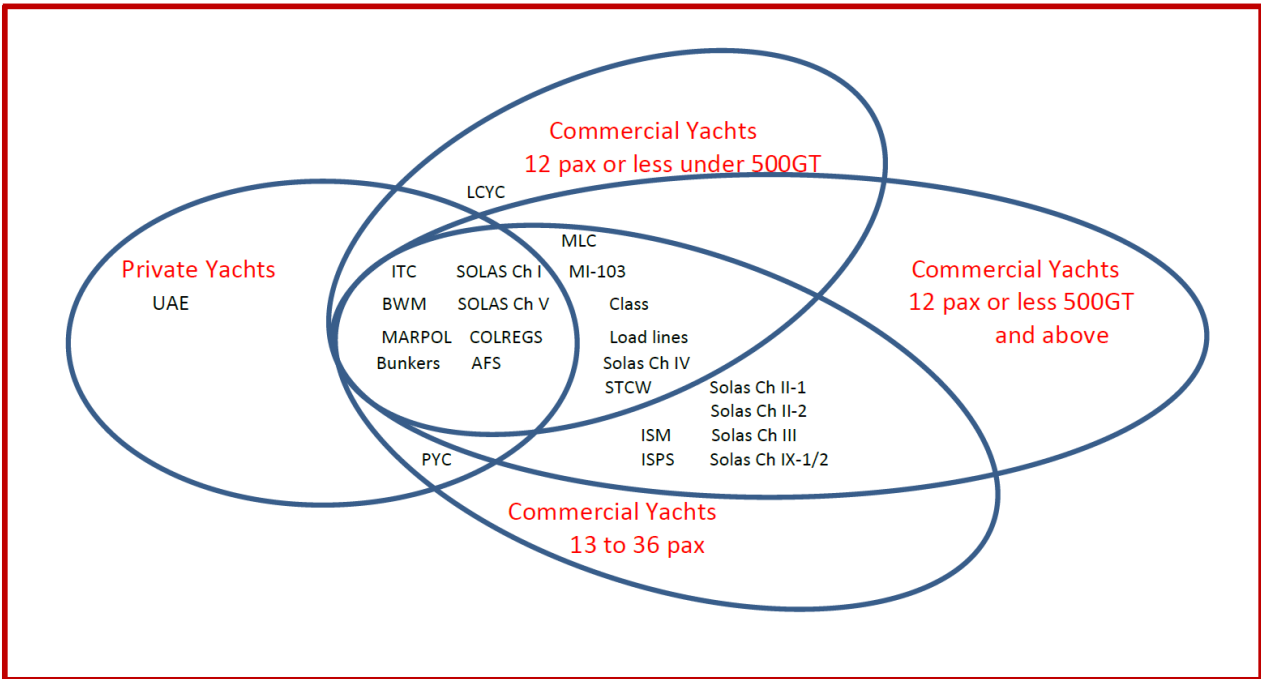 Commercial Yachts
12 pax or less under 500GT
LCYC
MLC
Private Yachts
UAE
ITC SOLAS Ch I MI-103
BWM SOLAS Ch V Class
MARPOL COLREGS Load lines
Bunkers AFS Solas Ch IV
STCW Solas Ch II-1
Solas Ch II-2
ISM Solas Ch III
ISPS Solas Ch IX-1/2
PYC
Commercial Yachts
12 pax or less 500GT
and above
Commercial Yachts
13 to 36 pax